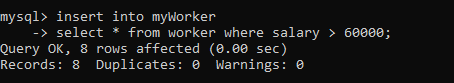 mysql> insert into myWorker
    -> select * from worker where salary > 60000;
Query OK, 8 rows affected (0.00 sec)
Records: 8  Duplicates: 0  Warnings: 0